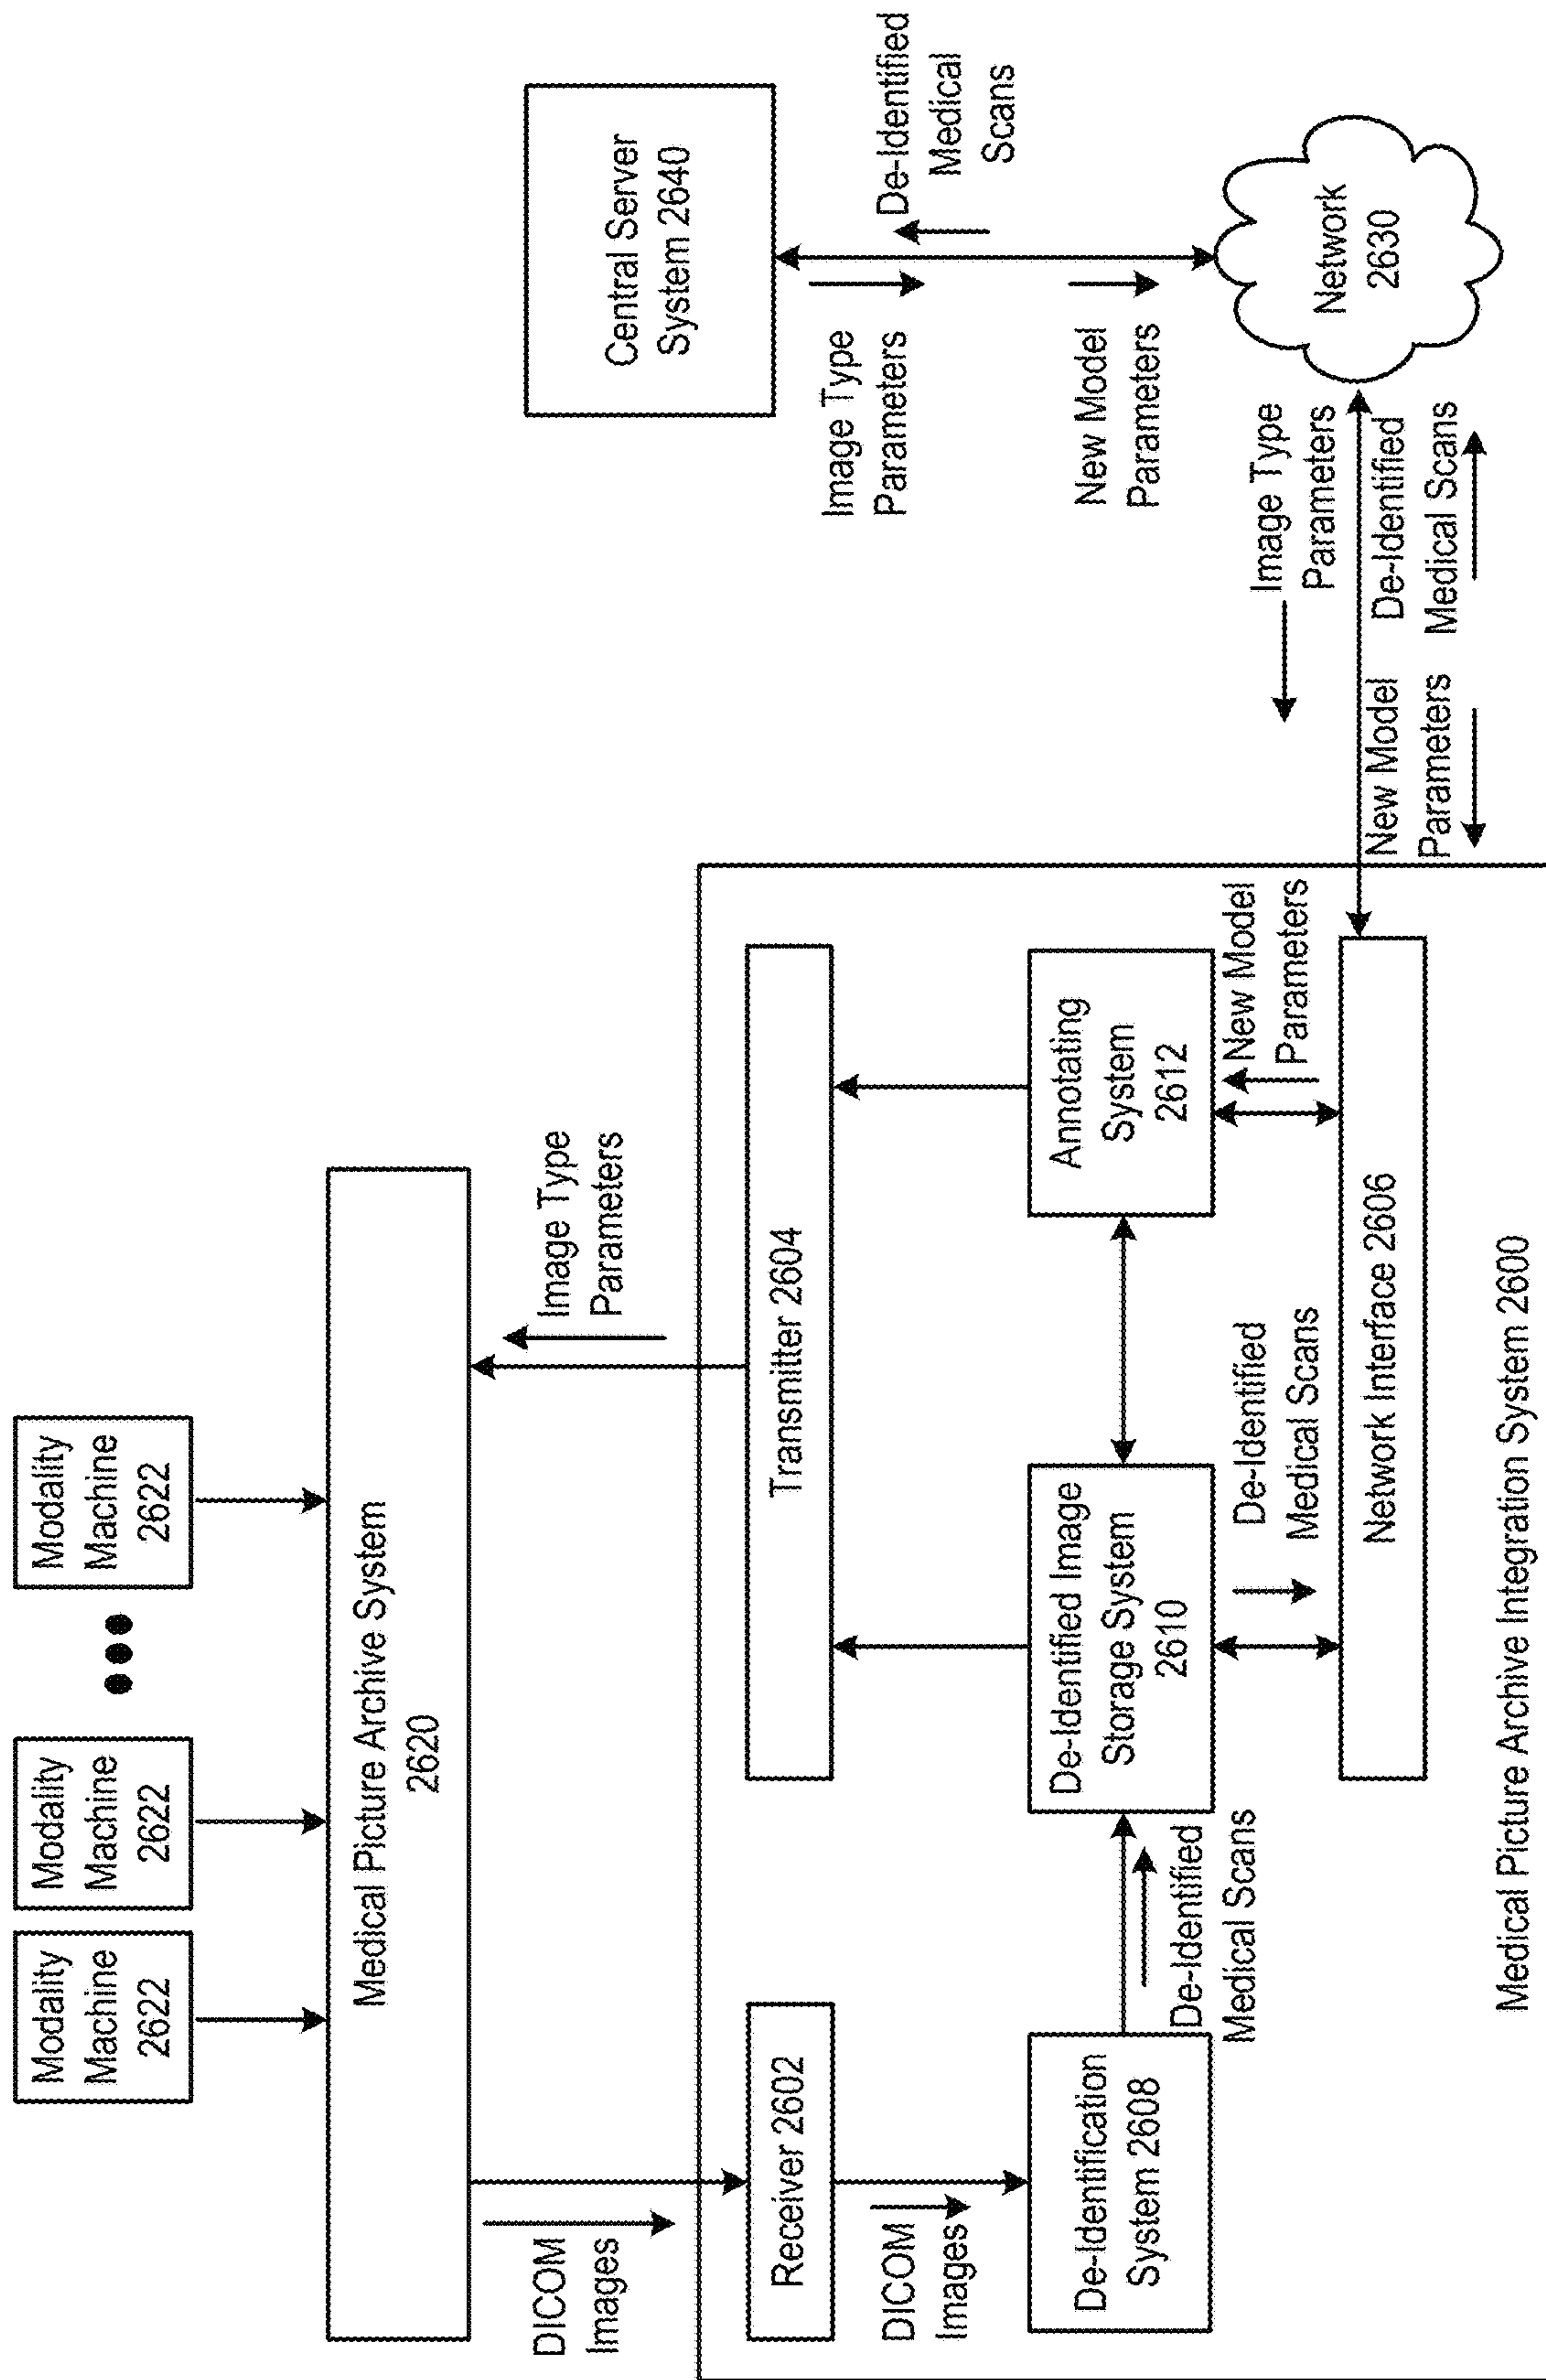 Modality
Machine
2622
Modality
Machine
2622
Modality
Machine
2622
Medical Picture Archive System
2620
DICOM
Images
Image Type
Parameters
Receiver 2602
Transmitter 2604
DICOM
Images
De-Identification
System 2608
De-Identified
Medical Scans
De-Identified Image
Storage System
2610
Annotating
System
2612
De-Identified
Medical Scans
New Model
Parameters
Network Interface 2606
Medical Picture Archive Integration System 2600
Central Server
System 2640
Image Type
Parameters
De-Identified
Medical
Scans
New Model
Parameters
Network
2630
Image Type
Parameters
New Model
Parameters
De-Identified
Medical Scans